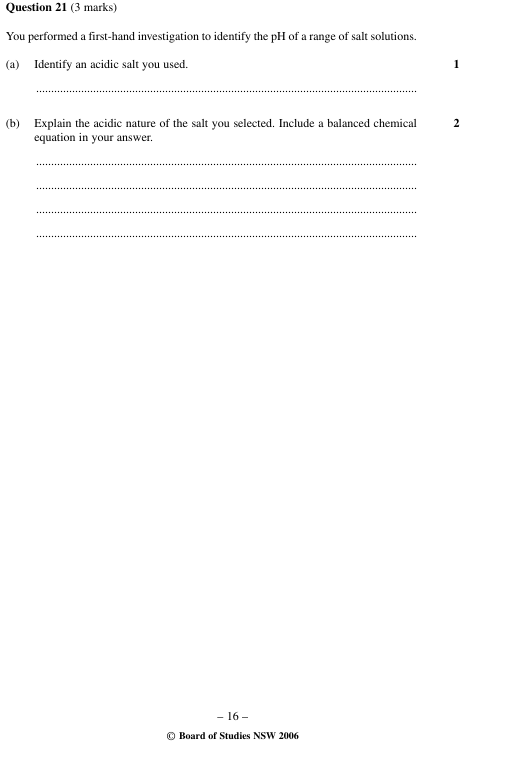 Question 21 (3 marks)
You performed a first-hand investigation to identify the pH of a range of salt solutions.
(a) Identify an acidic salt you used. 1
...............................................................................................................................
(b) Explain the acidic nature of the salt you selected. Include a balanced chemical 2
equation in your answer.
...............................................................................................................................
...............................................................................................................................
...............................................................................................................................
...............................................................................................................................
– 16 –
© Board of Studies NSW 2006